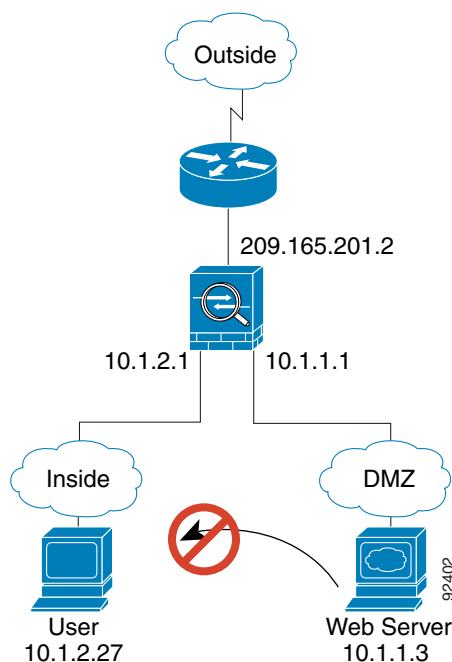 Outside
209.165.201.2
10.1.2.1
10.1.1.1
Inside
DMZ
User
10.1.2.27
Web Server
10.1.1.3
92402